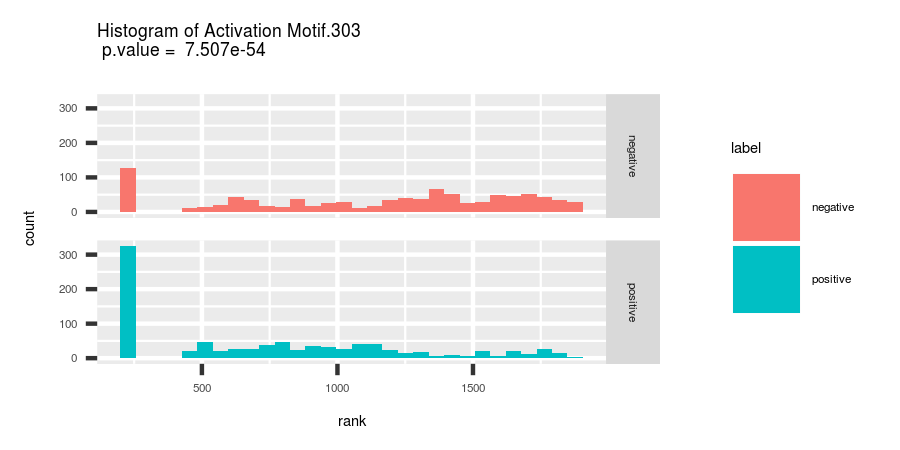 Histogram of Activation Motif.303
p.value = 7.507e-54
300
200
100
0
negative
300
200
100
0
positive
500
1000
1500
rank
count
label
negative
positive